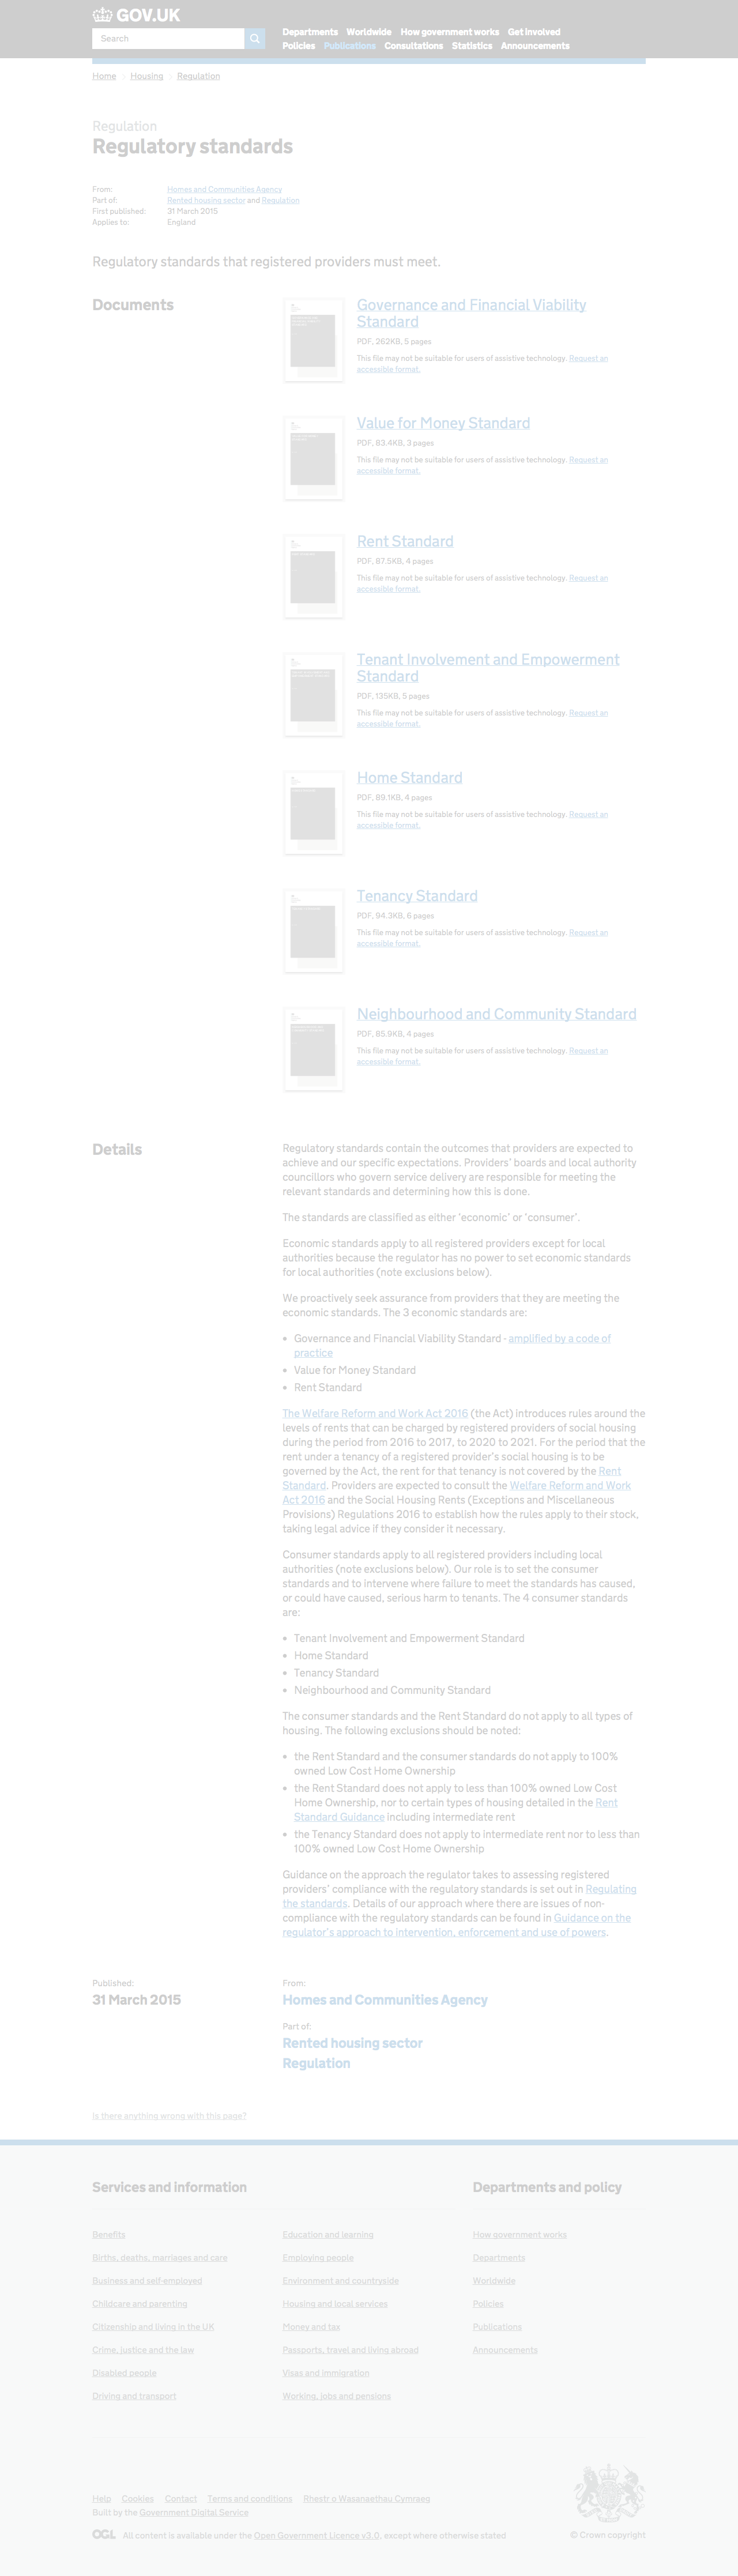 GOV.UK
Search
Departments Worldwide How government works Get involved
Policies Publications Consultations Statistics Announcements
Home Housing Regulation
Regulation
Regulatory standards
From: Homes and Communities Agency
Part of: Rented housing sector and Regulation
First published: 31 March 2015
Applies to: England
Regulatory standards that registered providers must meet.
Documents
Governance and Financial Viability
Standard
PDF, 262KB, 5 pages
This file may not be suitable for users of assistive technology. Request an
accessible format.
Value for Money Standard
PDF, 83.4KB, 3 pages
This file may not be suitable for users of assistive technology. Request an
accessible format.
Rent Standard
PDF, 87.5KB, 4 pages
This file may not be suitable for users of assistive technology. Request an
accessible format.
Tenant Involvement and Empowerment
Standard
PDF, 135KB, 5 pages
This file may not be suitable for users of assistive technology. Request an
accessible format.
Home Standard
PDF, 89.1KB, 4 pages
This file may not be suitable for users of assistive technology. Request an
accessible format.
Tenancy Standard
PDF, 94.3KB, 6 pages
This file may not be suitable for users of assistive technology. Request an
accessible format.
Neighbourhood and Community Standard
PDF, 85.9KB, 4 pages
This file may not be suitable for users of assistive technology. Request an
accessible format.
Details
Regulatory standards contain the outcomes that providers are expected to
achieve and our specific expectations. Providers’ boards and local authority
councillors who govern service delivery are responsible for meeting the
relevant standards and determining how this is done.
The standards are classified as either ‘economic’ or ‘consumer’.
Economic standards apply to all registered providers except for local
authorities because the regulator has no power to set economic standards
for local authorities (note exclusions below).
We proactively seek assurance from providers that they are meeting the
economic standards. The 3 economic standards are:
• Governance and Financial Viability Standard - amplified by a code of
practice
• Value for Money Standard
• Rent Standard
The Welfare Reform and Work Act 2016 (the Act) introduces rules around the
levels of rents that can be charged by registered providers of social housing
during the period from 2016 to 2017, to 2020 to 2021. For the period that the
rent under a tenancy of a registered provider’s social housing is to be
governed by the Act, the rent for that tenancy is not covered by the Rent
Standard. Providers are expected to consult the Welfare Reform and Work
Act 2016 and the Social Housing Rents (Exceptions and Miscellaneous
Provisions) Regulations 2016 to establish how the rules apply to their stock,
taking legal advice if they consider it necessary.
Consumer standards apply to all registered providers including local
authorities (note exclusions below). Our role is to set the consumer
standards and to intervene where failure to meet the standards has caused,
or could have caused, serious harm to tenants. The 4 consumer standards
are:
• Tenant Involvement and Empowerment Standard
• Home Standard
• Tenancy Standard
• Neighbourhood and Community Standard
The consumer standards and the Rent Standard do not apply to all types of
housing. The following exclusions should be noted:
• the Rent Standard and the consumer standards do not apply to 100%
owned Low Cost Home Ownership
• the Rent Standard does not apply to less than 100% owned Low Cost
Home Ownership, nor to certain types of housing detailed in the Rent
Standard Guidance including intermediate rent
• the Tenancy Standard does not apply to intermediate rent nor to less than
100% owned Low Cost Home Ownership
Guidance on the approach the regulator takes to assessing registered
providers’ compliance with the regulatory standards is set out in Regulating
the standards. Details of our approach where there are issues of non-
compliance with the regulatory standards can be found in Guidance on the
regulator’s approach to intervention, enforcement and use of powers.
Published:
31 March 2015
From:
Homes and Communities Agency
Part of:
Rented housing sector
Regulation
Is there anything wrong with this page?
Services and information
Benefits
Births, deaths, marriages and care
Business and self-employed
Childcare and parenting
Citizenship and living in the UK
Crime, justice and the law
Disabled people
Driving and transport
Education and learning
Employing people
Environment and countryside
Housing and local services
Money and tax
Passports, travel and living abroad
Visas and immigration
Working, jobs and pensions
Departments and policy
How government works
Departments
Worldwide
Policies
Publications
Announcements
Help Cookies Contact Terms and conditions Rhestr o Wasanaethau Cymraeg
Built by the Government Digital Service
OGL All content is available under the Open Government Licence v3.0, except where otherwise stated
© Crown copyright